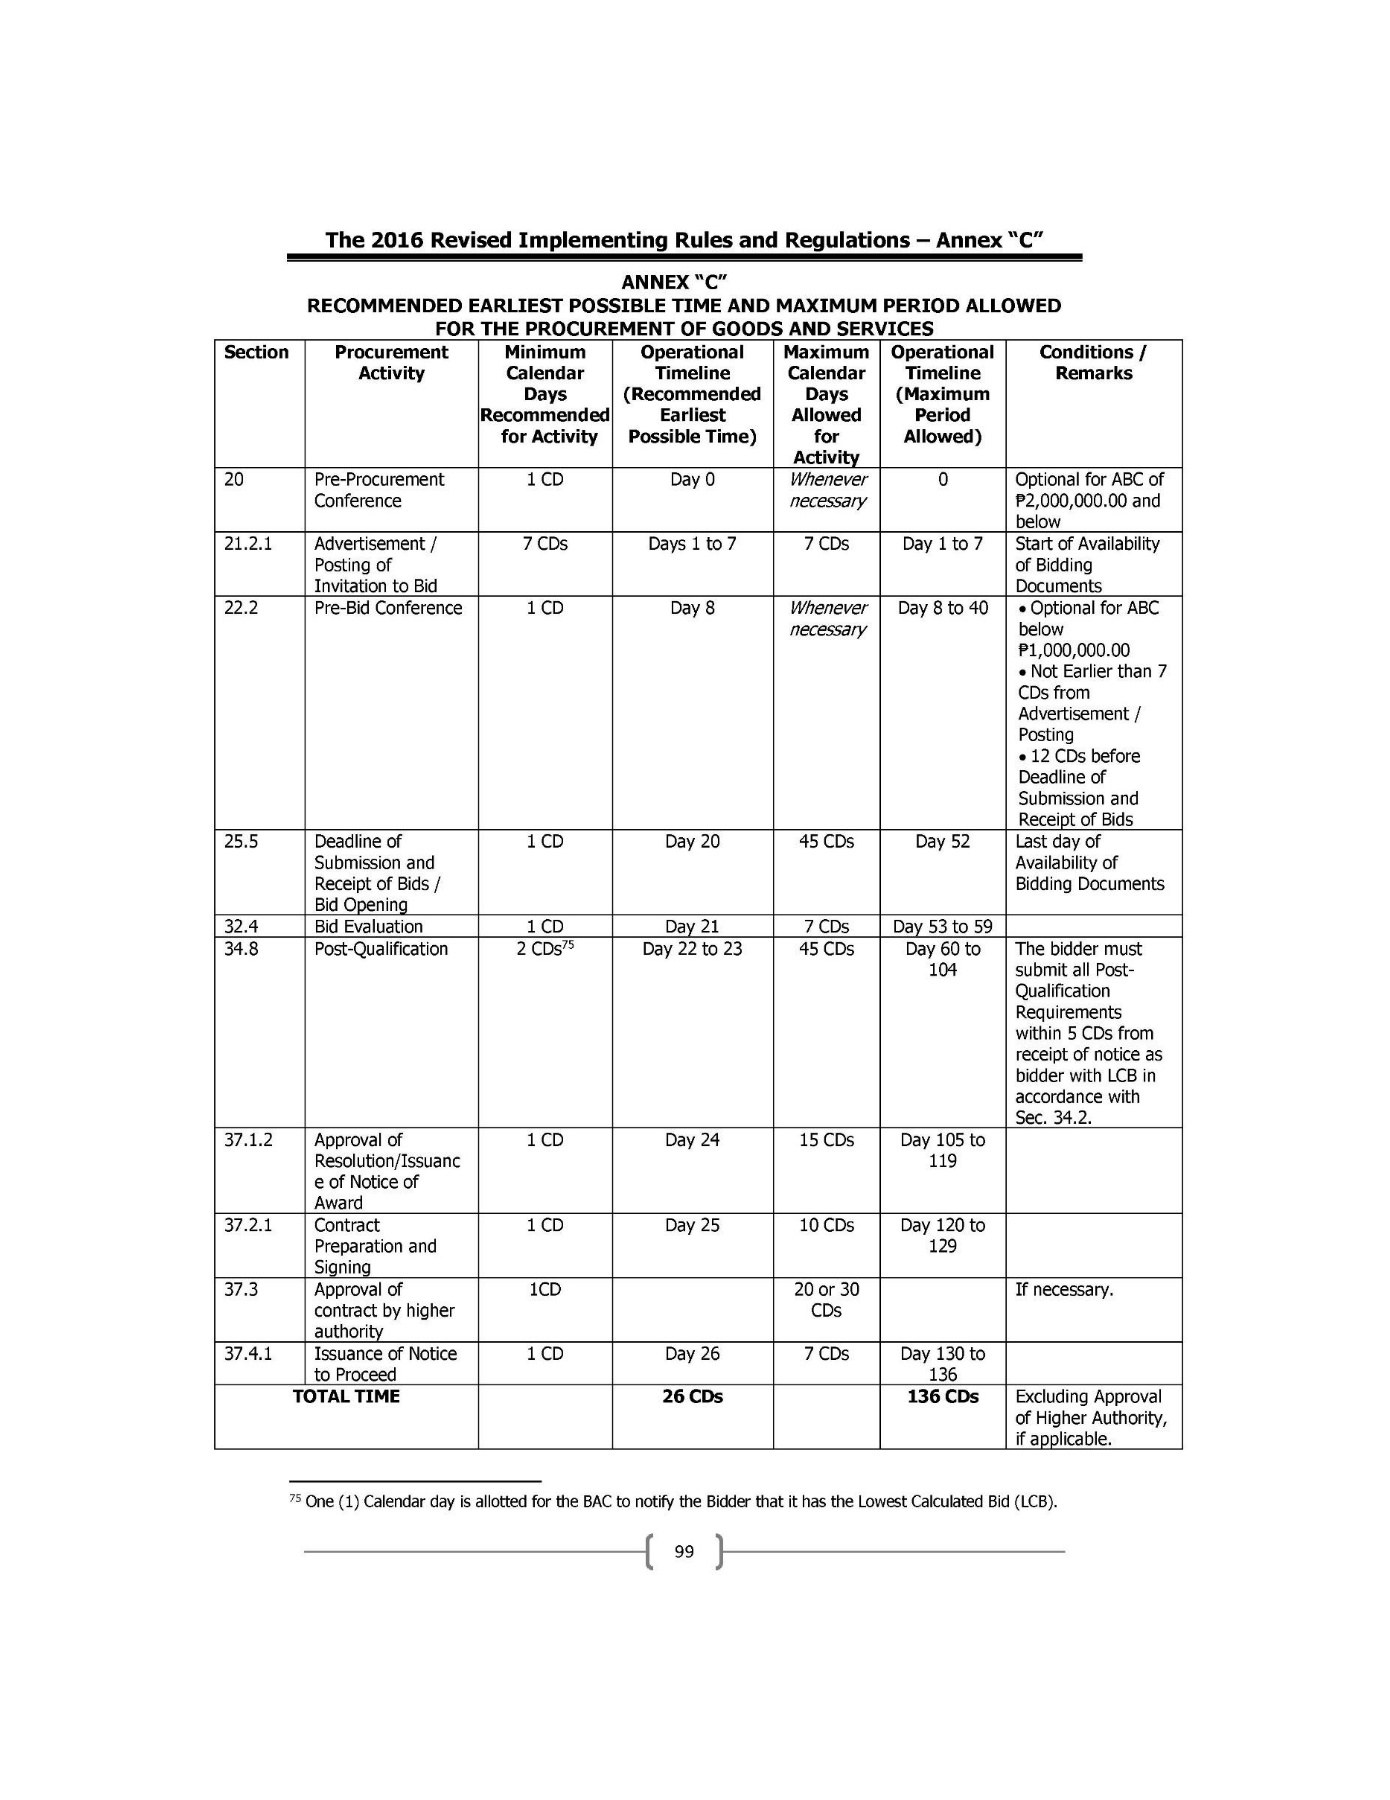 The 2016 Revised Implementing Rules and Regulations – Annex “C”
ANNEX “C”
RECOMMENDED EARLIEST POSSIBLE TIME AND MAXIMUM PERIOD ALLOWED
FOR THE PROCUREMENT OF GOODS AND SERVICES
Section
Procurement
Activity
Minimum
Calendar
Days
Recommended
for Activity
Operational
Timeline
(Recommended
Earliest
Possible Time)
Maximum
Calendar
Days
Allowed
for
Activity
Operational
Timeline
(Maximum
Period
Allowed)
Conditions /
Remarks
20
Pre-Procurement
Conference
1 CD
Day 0
Whenever
necessary
0
Optional for ABC of
₱2,000,000.00 and
below
21.2.1
Advertisement /
Posting of
Invitation to Bid
7 CDs
Days 1 to 7
7 CDs
Day 1 to 7
Start of Availability
of Bidding
Documents
22.2
Pre-Bid Conference
1 CD
Day 8
Whenever
necessary
Day 8 to 40
• Optional for ABC
below
₱1,000,000.00
• Not Earlier than 7
CDs from
Advertisement /
Posting
• 12 CDs before
Deadline of
Submission and
Receipt of Bids
25.5
Deadline of
Submission and
Receipt of Bids /
Bid Opening
1 CD
Day 20
45 CDs
Day 52
Last day of
Availability of
Bidding Documents
32.4
Bid Evaluation
1 CD
Day 21
7 CDs
Day 53 to 59
34.8
Post-Qualification
2 CDs75
Day 22 to 23
45 CDs
Day 60 to
104
The bidder must
submit all Post-
Qualification
Requirements
within 5 CDs from
receipt of notice as
bidder with LCB in
accordance with
Sec. 34.2.
37.1.2
Approval of
Resolution/Issuanc
e of Notice of
Award
1 CD
Day 24
15 CDs
Day 105 to
119
37.2.1
Contract
Preparation and
Signing
1 CD
Day 25
10 CDs
Day 120 to
129
37.3
Approval of
contract by higher
authority
1CD
20 or 30
CDs
If necessary.
37.4.1
Issuance of Notice
to Proceed
1 CD
Day 26
7 CDs
Day 130 to
136
TOTAL TIME
26 CDs
136 CDs
Excluding Approval
of Higher Authority,
if applicable.
75 One (1) Calendar day is allotted for the BAC to notify the Bidder that it has the Lowest Calculated Bid (LCB).
99